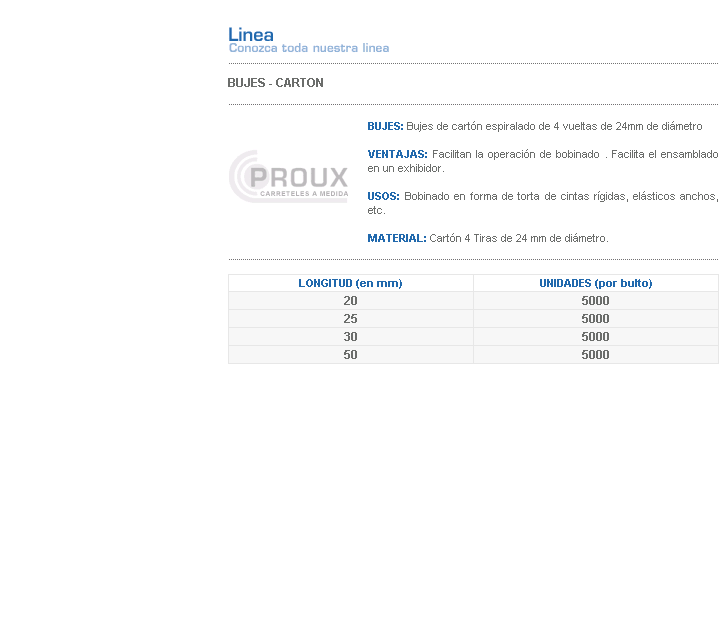 Linea
Conozca toda nuestra linea
BUJES - CARTON
BUJES: Bujes de cartón espiralado de 4 vueltas de 24mm de diámetro
PROUX
CARRETELES A MEDIDA
VENTAJAS: Facilitan la operación de bobinado . Facilita el ensamblado
en un exhibidor.
USOS: Bobinado en forma de torta de cintas rígidas, elásticos anchos,
etc.
MATERIAL: Cartón 4 Tiras de 24 mm de diámetro.
LONGITUD (en mm) UNIDADES (por bulto)
20 5000
25 5000
30 5000
50 5000